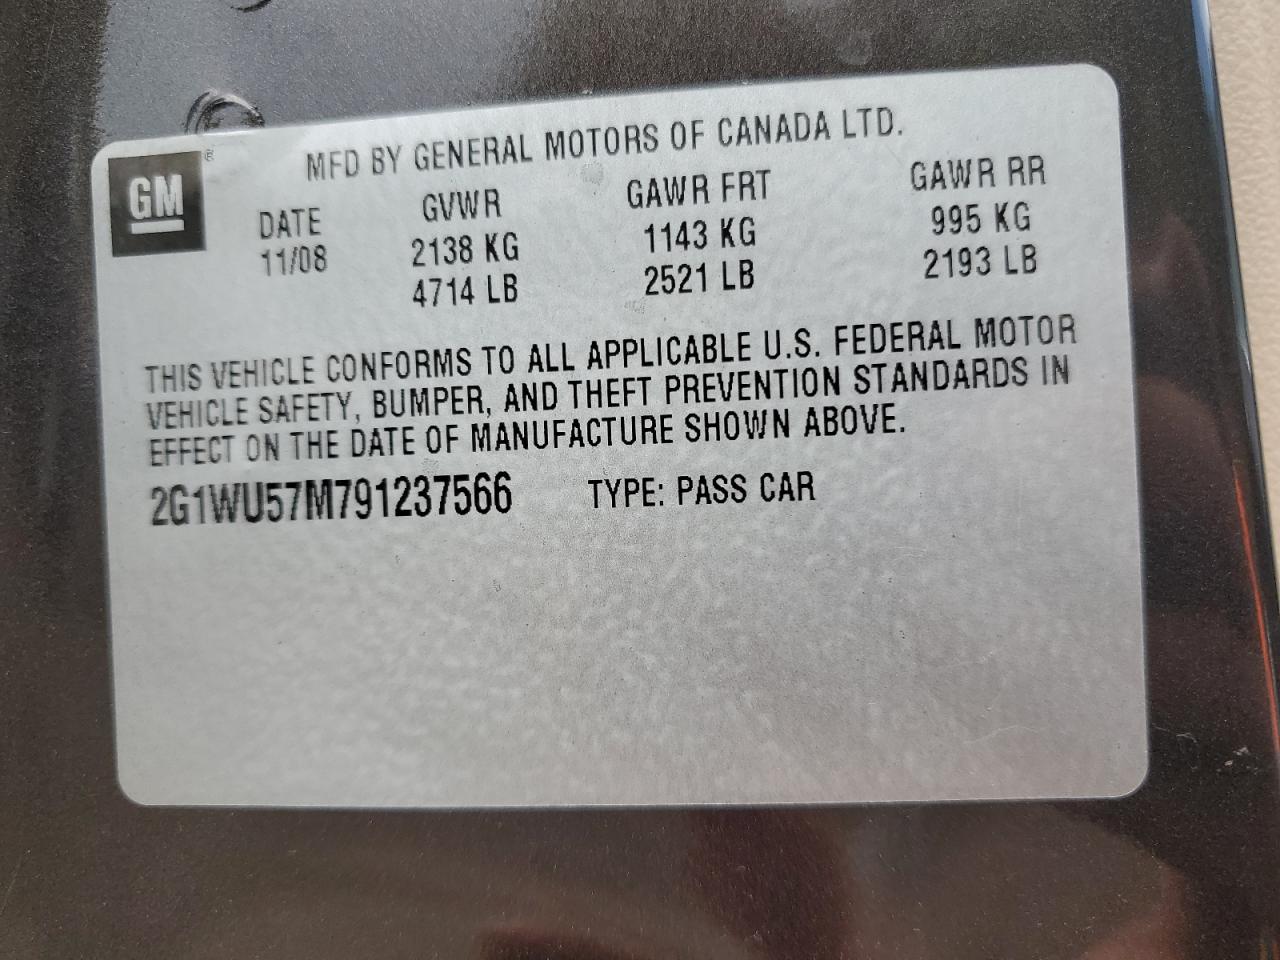 GM®
MFD BY GENERAL MOTORS OF CANADA LTD.
DATE GVWR GAWR FRT GAWR RR
11/08 2138 KG 1143 KG 995 KG
4714 LB 2521 LB 2193 LB
THIS VEHICLE CONFORMS TO ALL APPLICABLE U.S. FEDERAL MOTOR
VEHICLE SAFETY, BUMPER, AND THEFT PREVENTION STANDARDS IN
EFFECT ON THE DATE OF MANUFACTURE SHOWN ABOVE.
2G1WU57M791237566 TYPE: PASS CAR